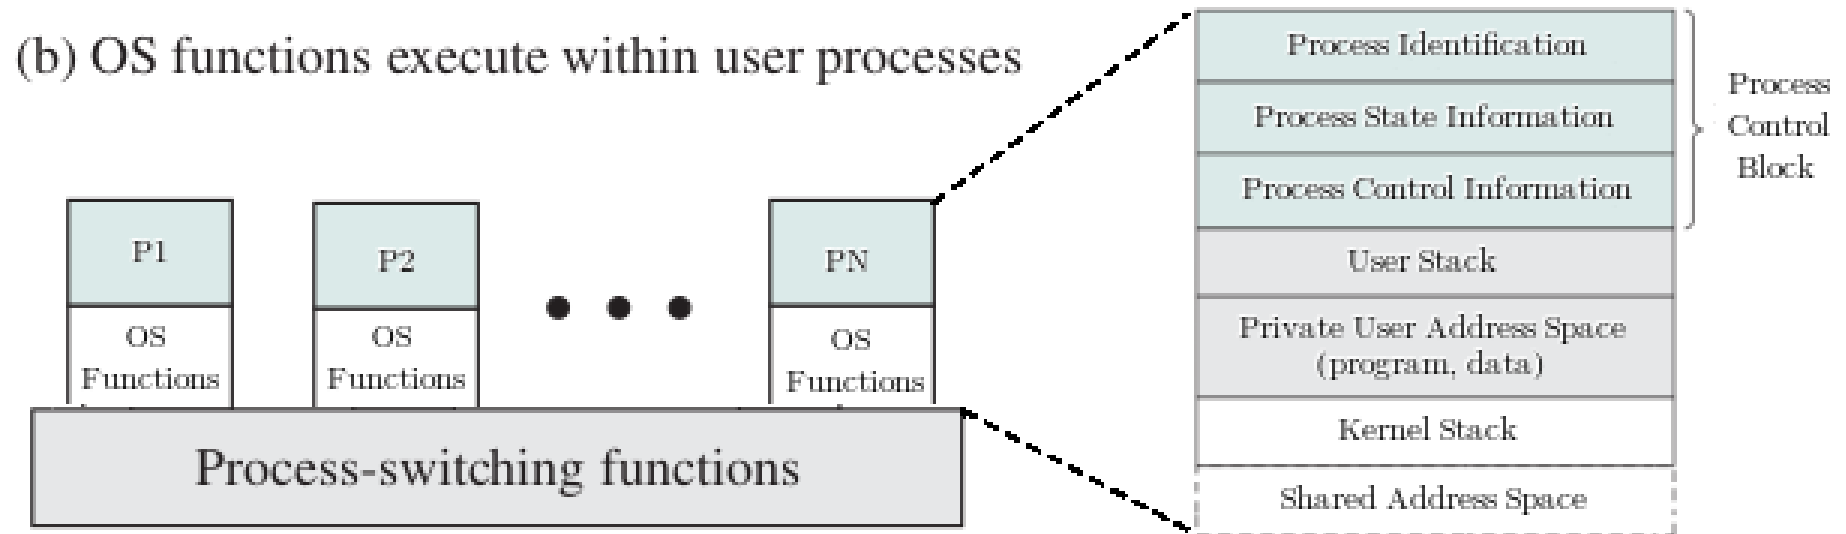 (b) OS functions execute within user processes
P1
OS
Functions
P2
OS
Functions
PN
OS
Functions
Process-switching functions
Process Identification
Process State Information
Process Control Information
User Stack
Private User Address Space
(program, data)
Kernel Stack
Shared Address Space
Process
Control
Block